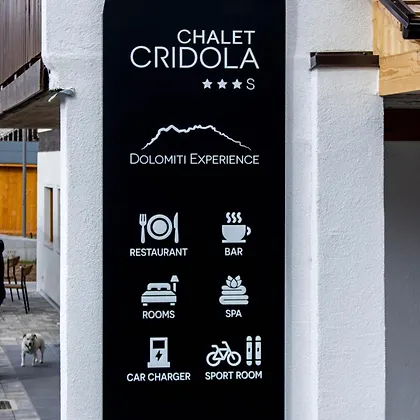 CHALET
CRIDOLA
★★★S
DOLOMITI EXPERIENCE
RESTAURANT
BAR
ROOMS
SPA
CAR CHARGER
SPORT ROOM